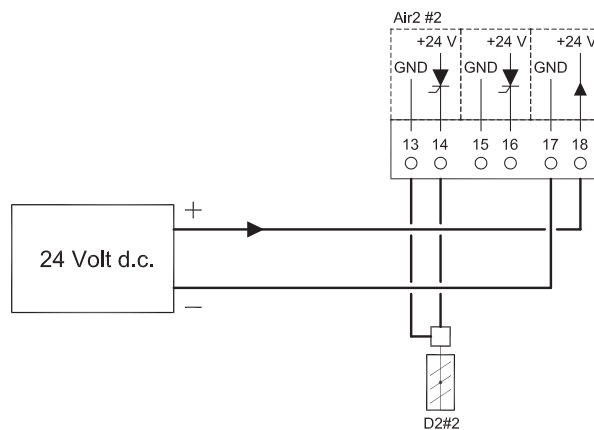 Air2 #2
+24 V +24 V +24 V
GND GND GND
13 14 15 16 17 18
+
24 Volt d.c.
−
D2#2